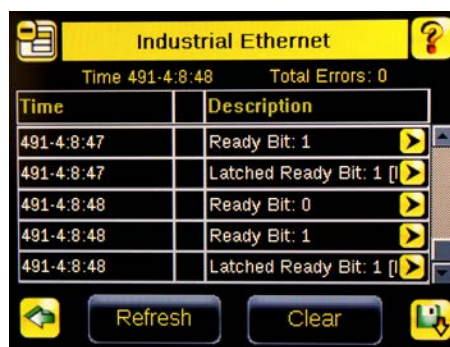 Industrial Ethernet
?
Time 491-4:8:48 Total Errors: 0
Time Description
491-4:8:47 Ready Bit: 1
491-4:8:47 Latched Ready Bit: 1 [I
491-4:8:48 Ready Bit: 0
491-4:8:48 Ready Bit: 1
491-4:8:48 Latched Ready Bit: 1 [I
Refresh Clear